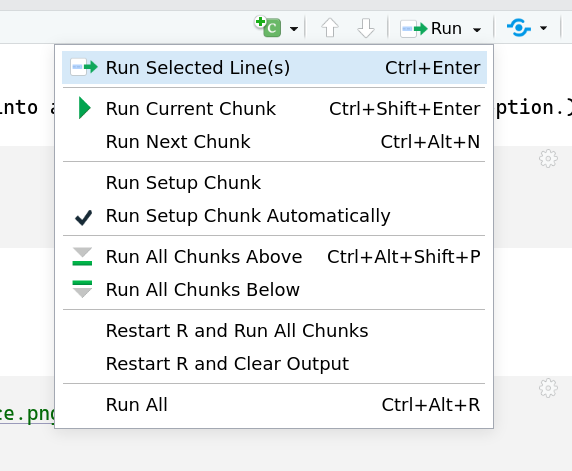 C Run
Run Selected Line(s) Ctrl+Enter
into ption.)
Run Current Chunk Ctrl+Shift+Enter
Run Next Chunk Ctrl+Alt+N
Run Setup Chunk
Run Setup Chunk Automatically
Run All Chunks Above Ctrl+Alt+Shift+P
Run All Chunks Below
Restart R and Run All Chunks
Restart R and Clear Output
Run All Ctrl+Alt+R
ce.png